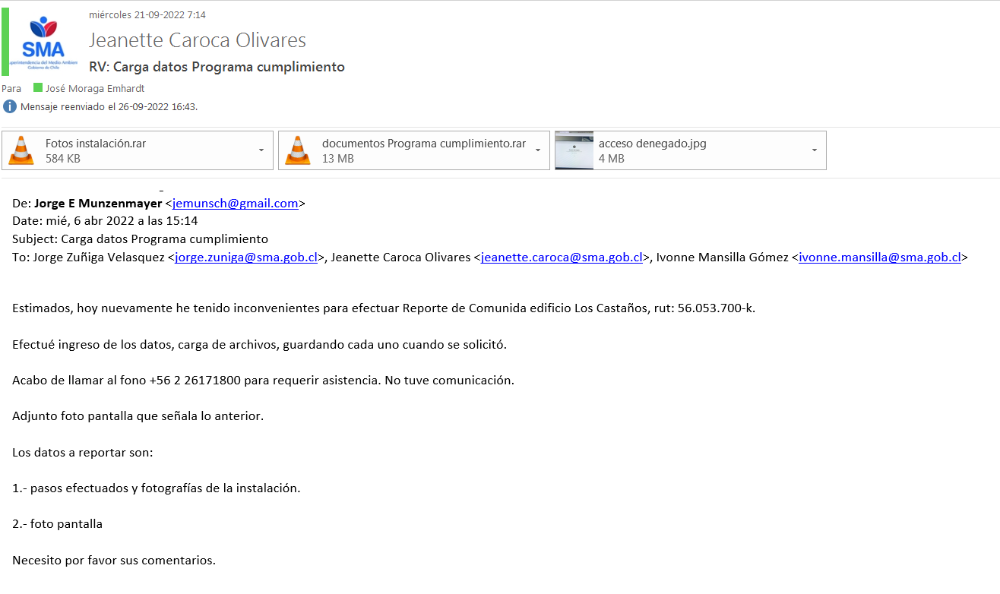 miércoles 21-09-2022 7:14
SMA
Superintendencia del Medio Ambiente
Gobierno de Chile
Jeanette Caroca Olivares
RV: Carga datos Programa cumplimiento
Para José Moraga Emhardt
Mensaje reenviado el 26-09-2022 16:43.
Fotos instalación.rar
584 KB
documentos Programa cumplimiento.rar
13 MB
acceso denegado.jpg
4 MB
De: Jorge E Munzenmayer <jemunsch@gmail.com>
Date: mié, 6 abr 2022 a las 15:14
Subject: Carga datos Programa cumplimiento
To: Jorge Zuñiga Velasquez <jorge.zuniga@sma.gob.cl>, Jeanette Caroca Olivares <jeanette.caroca@sma.gob.cl>, Ivonne Mansilla Gómez <ivonne.mansilla@sma.gob.cl>
Estimados, hoy nuevamente he tenido inconvenientes para efectuar Reporte de Comunida edificio Los Castaños, rut: 56.053.700-k.
Efectué ingreso de los datos, carga de archivos, guardando cada uno cuando se solicitó.
Acabo de llamar al fono +56 2 26171800 para requerir asistencia. No tuve comunicación.
Adjunto foto pantalla que señala lo anterior.
Los datos a reportar son:
1.- pasos efectuados y fotografías de la instalación.
2.- foto pantalla
Necesito por favor sus comentarios.